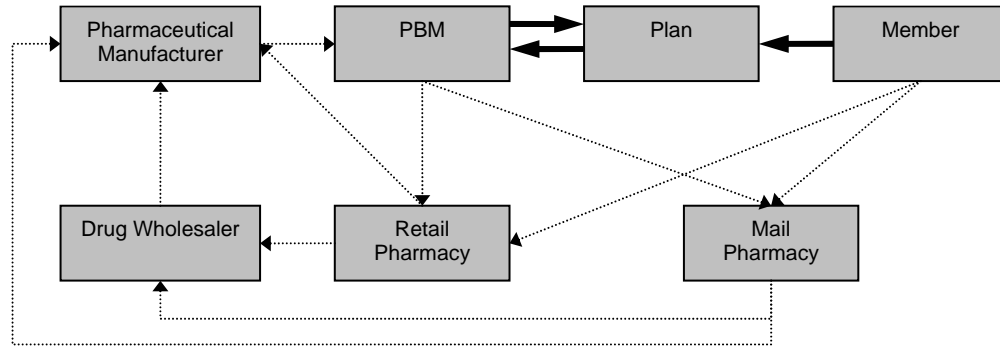 Pharmaceutical
Manufacturer
PBM
Plan
Member
Drug Wholesaler
Retail
Pharmacy
Mail
Pharmacy